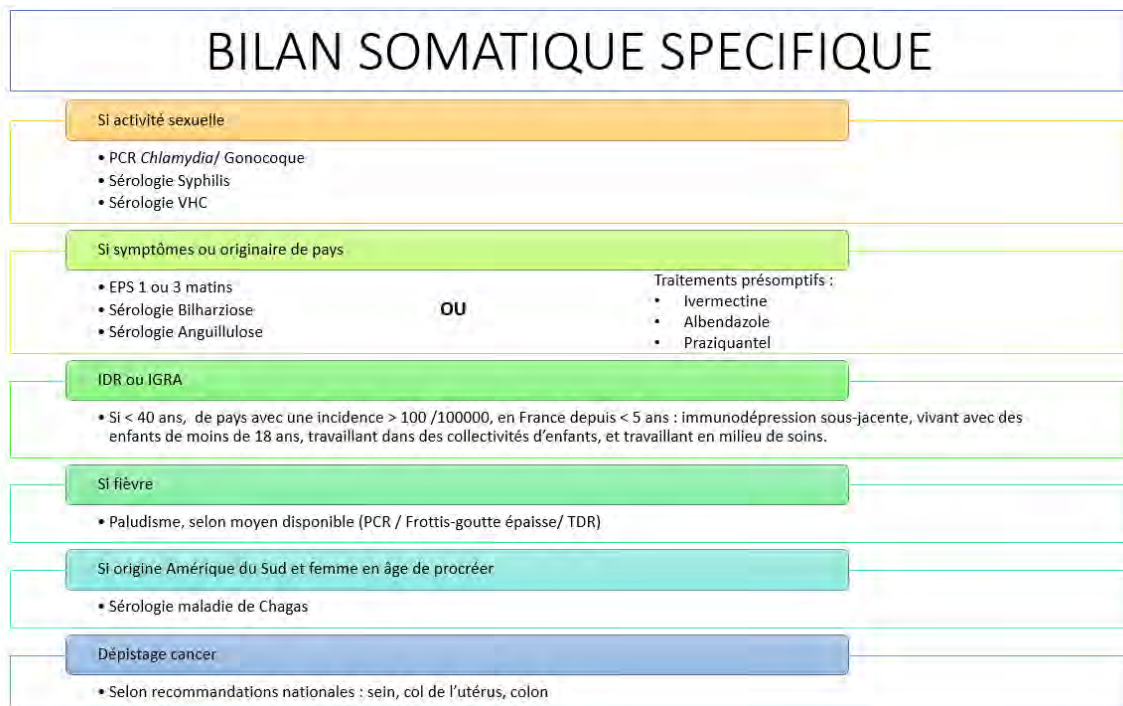 BILAN SOMATIQUE SPECIFIQUE
Si activité sexuelle
• PCR Chlamydia/ Gonocoque
• Sérologie Syphilis
• Sérologie VHC
Si symptômes ou originaire de pays
• EPS 1 ou 3 matins
• Sérologie Bilharziose
• Sérologie Anguillulose
OU
Traitements présomptifs :
• Ivermectine
• Albendazole
• Praziquantel
IDR ou IGRA
• Si < 40 ans, de pays avec une incidence > 100 /100000, en France depuis < 5 ans : immunodépression sous-jacente, vivant avec des
enfants de moins de 18 ans, travaillant dans des collectivités d'enfants, et travaillant en milieu de soins.
Si fièvre
• Paludisme, selon moyen disponible (PCR / Frottis-goutte épaisse/ TDR)
Si origine Amérique du Sud et femme en âge de procréer
• Sérologie maladie de Chagas
Dépistage cancer
• Selon recommandations nationales : sein, col de l'utérus, colon